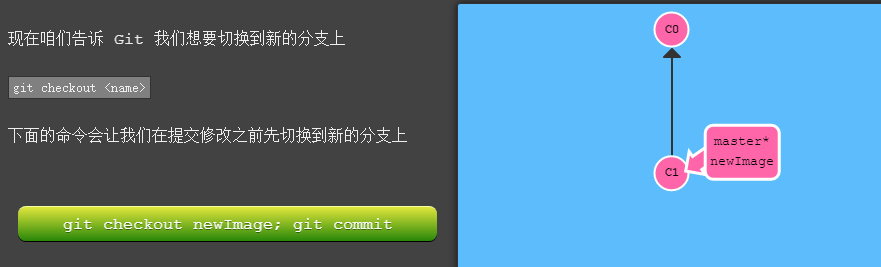 现在咱们告诉 Git 我们想要切换到新的分支上
git checkout <name>
下面的命令会让我们在提交修改之前先切换到新的分支上
git checkout newImage; git commit
C0
master*
newImage
C1